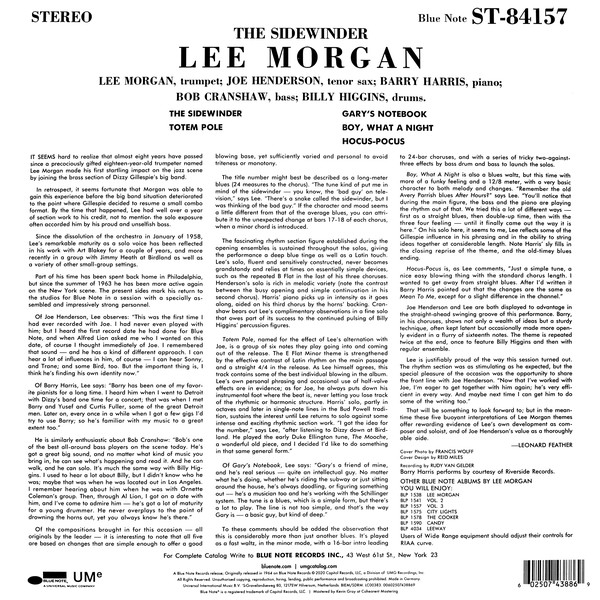 STEREO
Blue Note ST-84157
THE SIDEWINDER
LEE MORGAN
LEE MORGAN, trumpet; JOE HENDERSON, tenor sax; BARRY HARRIS, piano;
BOB CRANSHAW, bass; BILLY HIGGINS, drums.
THE SIDEWINDER
TOTEM POLE
GARY'S NOTEBOOK
BOY, WHAT A NIGHT
HOCUS-POCUS
IT SEEMS hard to realize that almost eight years have passed
since a precociously gifted eighteen-year-old trumpeter named
Lee Morgan made his first startling impact on the jazz scene
by joining the brass section of Dizzy Gillespie's big band.
In retrospect, it seems fortunate that Morgan was able to
gain this experience before the big band situation deteriorated
to the point where Gillespie decided to resume a small combo
format. By the time that happened, Lee had well over a year
of section work to his credit, not to mention the solo exposure
often accorded him by his proud and unselfish boss.
Since the dissolution of the orchestra in January of 1958,
Lee's remarkable maturity as a solo voice has been reflected
in his work with Art Blakey for a couple of years, and more
recently in a group with Jimmy Heath at Birdland as well as
a variety of other small-group settings.
Part of his time has been spent back home in Philadelphia,
but since the summer of 1963 he has been more active again
on the New York scene. The present sides mark his return to
the studios for Blue Note in a session with a specially as-
sembled and impressively strong personnel.
Of Joe Henderson, Lee observes: "This was the first time I
had ever recorded with Joe. I had never even played with
him; but I heard the first record date he had done for Blue
Note, and when Alfred Lion asked me who I wanted on this
date, of course I thought immediately of Joe. I remembered
that sound — and he has a kind of different approach. I can
hear a lot of influences in him, of course — I can hear Sonny,
and Trane; and some Bird, too. But the important thing is, I
think he's finding his identity now."
Of Barry Harris, Lee says: "Barry has been one of my favor-
ite pianists for a long time. I heard him when I went to Detroit
with Dizzy's band one time for a concert; that was when I met
Barry and Yusef and Curtis Fuller, some of the great Detroit
men. Later on, every once in a while when I got a few gigs I'd
try to use Barry; so he's familiar with my music to a great
extent too."
He is similarly enthusiastic about Bob Cranshaw: "Bob's one
of the best all-around bass players on the scene today. He's
got a great big sound, and no matter what kind of music you
bring in, he can see what's happening and read it. And he can
walk, and he can solo. It's much the same way with Billy Hig-
gins. I used to hear a lot about Billy, but I didn't know who he
was; maybe that was when he was located out in Los Angeles.
I remember hearing about him when he was with Ornette
Coleman's group. Then, through Al Lion, I got on a date with
him, and I've come to admire him — he's got a lot of maturity
for a young drummer. He never overplays to the point of
drowning the horns out, yet you always know he's there."
Of the compositions brought in for this occasion — all
originals by the leader — it is interesting to note that all five
are based on changes that are simple enough to offer a good
blowing base, yet sufficiently varied and personal to avoid
triteness or monotony.
The title number might best be described as a long-meter
blues (24 measures to the chorus). "The tune kind of put me in
mind of the sidewinder — you know, the 'bad guy' on tele-
vision," says Lee. "There's a snake called the sidewinder, but I
was thinking of the bad guy." If the character and mood seems
a little different from that of the average blues, you can attri-
bute it to the unexpected change at bars 17-18 of each chorus,
when a minor chord is introduced.
The fascinating rhythm section figure established during the
opening ensembles is sustained throughout the solos, giving
the performance a deep blue tinge as well as a Latin touch.
Lee's solo, fluent and sensitively constructed, never becomes
grandstandy and relies at times on essentially simple devices,
such as the repeated B Flat in the last of his three choruses.
Henderson's solo is rich in melodic variety (note the contrast
between the busy opening and simple continuation in his
second chorus). Harris' piano picks up in intensity as it goes
along, aided on his third chorus by the horns' backing. Cran-
shaw bears out Lee's complimentary observations in a fine solo
that owes part of its success to the continued pulsing of Billy
Higgins' percussion figures.
Totem Pole, named for the effect of Lee's alternation with
Joe, is a group of six notes they play going into and coming
out of the release. The E Flat Minor theme is strengthened by
the effective contrast of Latin rhythm on the main passage
and a straight 4/4 in the release. As Lee himself agrees, this
track contains some of the best individual blowing in the album.
Lee's own personal phrasing and occasional use of half-valve
effects are in evidence; as for Joe, he always puts down his
instrumental foot where the beat is, never letting you lose track
of the rhythmic or harmonic structure. Harris' solo, partly in
octaves and later in single-note lines in the Bud Powell tradi-
tion, sustains the interest until Lee returns to solo against some
intense and exciting rhythmic section work. "I got the idea for
the number," says Lee, "after listening to Dizzy down at Bird-
land. He played the early Duke Ellington tune, The Mooche, a
wonderful old piece, and I decided I'd like to do something in
that same general form."
Of Gary's Notebook, Lee says: "Gary's a friend of mine,
and he's real serious — quite an intellectual guy. No matter
what he's doing, whether he's riding the subway or just sitting
around the house, he's always doodling, or figuring something
out — he's a musician too and he's working with the Schillinger
system. The tune is a blues, which is a simple form, but there's
a lot to play. The line is not too simple, and that's the way
Gary is — a basic guy, but kind of deep."
To these comments should be added the observation that
this is considerably more than just another blues. It's played
as a fast waltz, in the minor mode, with a 16-bar intro leading
to 24-bar choruses, and with a series of tricky two-against-
three effects by bass drum and bass to launch the solos.
Boy, What A Night is also a blues waltz, but this time with
more of a funky feeling and a 12/8 meter, with a very basic
character to both melody and changes. "Remember the old
Avery Parrish blues After Hours?" says Lee. "You'll notice that
during the main figure, the bass and the piano are playing
the rhythm out of that. We tried this a lot of different ways —
first as a straight blues, then double-up time, then with the
three four feeling — until it finally came out the way it is
here." On his solo here, it seems to me, Lee reflects some of the
Gillespie influence in his phrasing and in the ability to string
ideas together at considerable length. Note Harris' sly fills in
the closing reprise of the theme, and the old-timey blues
ending.
Hocus-Pocus is, as Lee comments, "Just a simple tune, a
nice easy blowing thing with the standard chorus length. I
wanted to get away from straight blues. After I'd written it
Barry Harris pointed out that the changes are the same as
Mean To Me, except for a slight difference in the channel."
Joe Henderson and Lee are both displayed to advantage in
the straight-ahead swinging groove of this performance. Barry,
in his choruses, shows not only a wealth of ideas but a sturdy
technique, often kept latent but occasionally made more open-
ly evident in a flurry of sixteenth notes. The theme is repeated
twice at the end, once to feature Billy Higgins and then with
regular ensemble.
Lee is justifiably proud of the way this session turned out.
The rhythm section was as stimulating as he expected, but the
special pleasure of the occasion was the opportunity to share
the front line with Joe Henderson. "Now that I've worked with
Joe, I'm eager to get together with him again; he's very effi-
cient in every way. And maybe next time I can get him to do
some of the writing too."
That will be something to look forward to; but in the mean-
time these five buoyant interpretations of Lee Morgan themes
offer rewarding evidence of Lee's own development as com-
poser and soloist, and of Joe Henderson's value as a thoroughly
able aide.
—LEONARD FEATHER
Cover Photo by FRANCIS WOLFF
Cover Design by REID MILES
Recording by RUDY VAN GELDER
Barry Harris performs by courtesy of Riverside Records.
OTHER BLUE NOTE ALBUMS BY LEE MORGAN
YOU WILL ENJOY:
BLP 1538 LEE MORGAN
BLP 1541 VOL. 2
BLP 1557 VOL. 3
BLP 1575 CITY LIGHTS
BLP 1578 THE COOKER
BLP 1590 CANDY
BLP 4034 LEEWAY
Users of Wide Range equipment should adjust their controls for
RIAA curve.
For Complete Catalog Write to BLUE NOTE RECORDS INC., 43 West 61st St., New York 23
bluenote.com | umgcatalog.com
BLUE NOTE
UMe
A UNIVERSAL MUSIC COMPANY
6 02507 43886 9